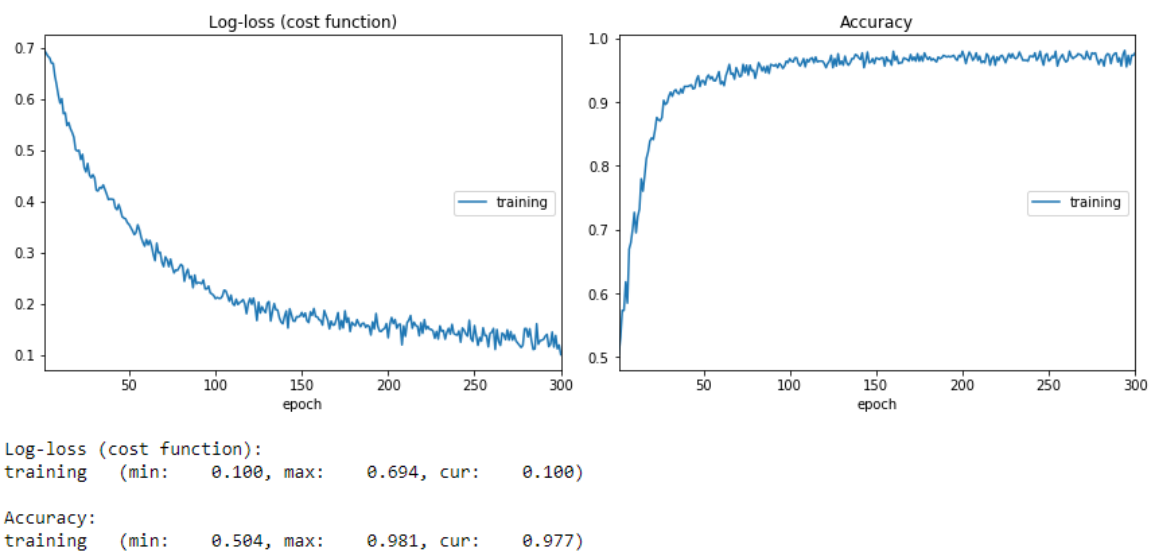 Log-loss (cost function)
0.7
0.6
0.5
0.4
0.3
0.2
0.1
50 100 150 200 250 300
epoch
training
Accuracy
1.0
0.9
0.8
0.7
0.6
0.5
50 100 150 200 250 300
epoch
training
Log-loss (cost function):
training (min: 0.100, max: 0.694, cur: 0.100)
Accuracy:
training (min: 0.504, max: 0.981, cur: 0.977)